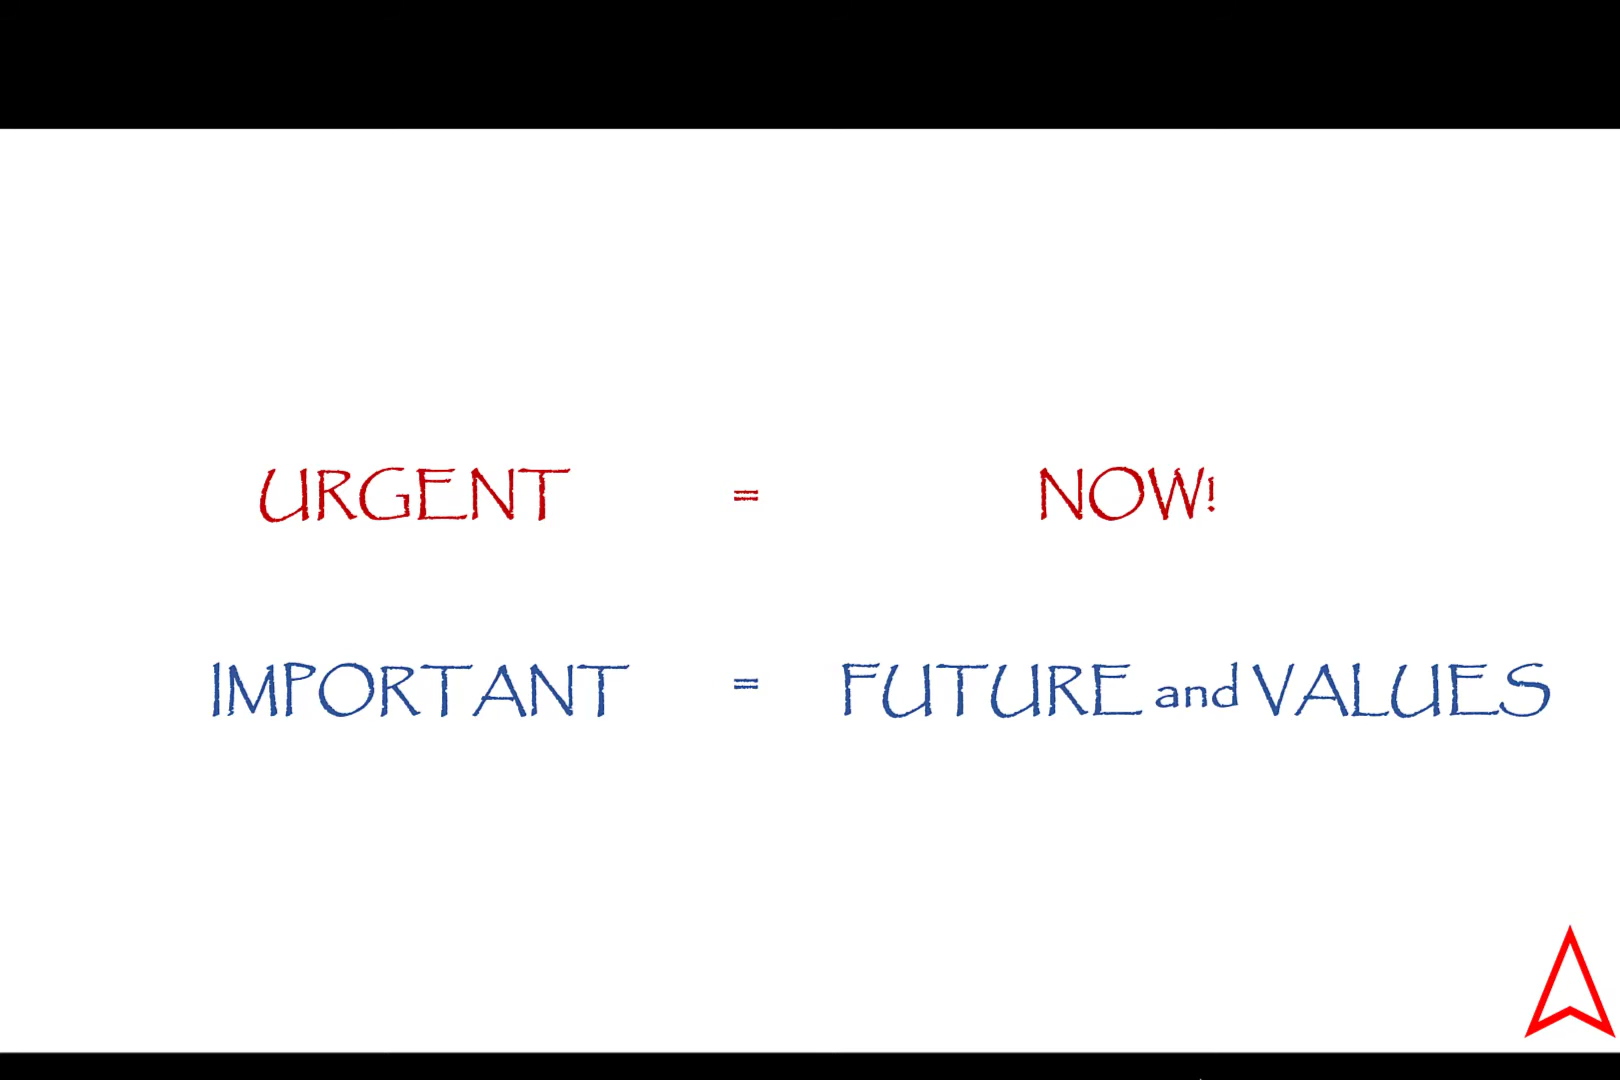 URGENT = NOW!
IMPORTANT = FUTURE and VALUES